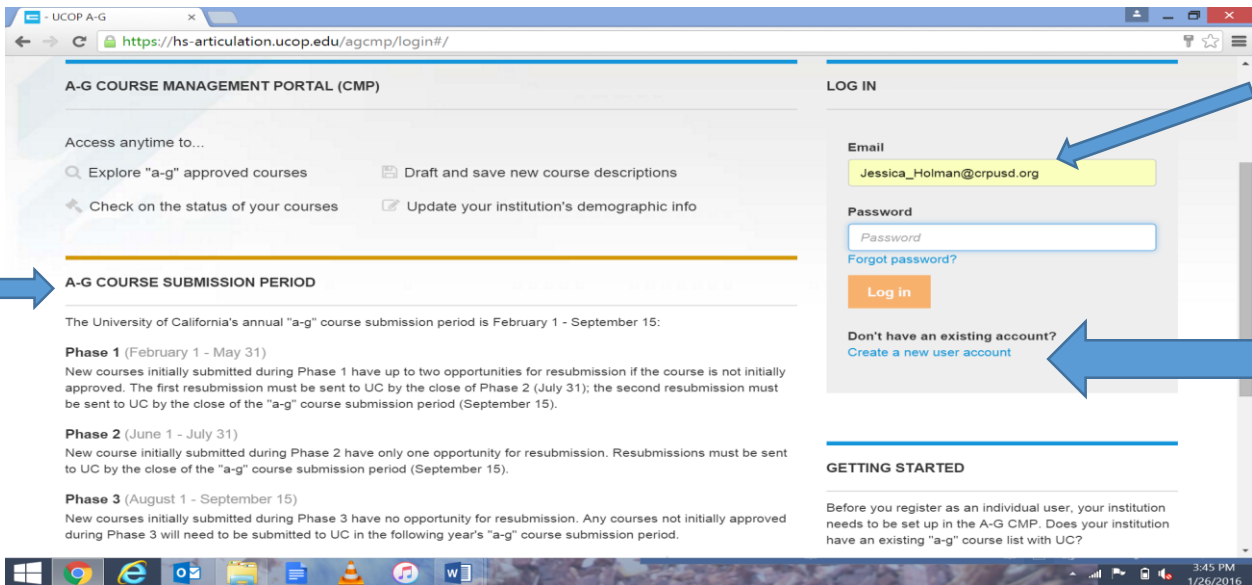 - UCOP A-G
https://hs-articulation.ucop.edu/agcmp/login#/
A-G COURSE MANAGEMENT PORTAL (CMP)
Access anytime to...
Explore "a-g" approved courses
Draft and save new course descriptions
Check on the status of your courses
Update your institution's demographic info
A-G COURSE SUBMISSION PERIOD
The University of California's annual "a-g" course submission period is February 1 - September 15:
Phase 1 (February 1 - May 31)
New courses initially submitted during Phase 1 have up to two opportunities for resubmission if the course is not initially
approved. The first resubmission must be sent to UC by the close of Phase 2 (July 31); the second resubmission must
be sent to UC by the close of the "a-g" course submission period (September 15).
Phase 2 (June 1 - July 31)
New course initially submitted during Phase 2 have only one opportunity for resubmission. Resubmissions must be sent
to UC by the close of the "a-g" course submission period (September 15).
Phase 3 (August 1 - September 15)
New courses initially submitted during Phase 3 have no opportunity for resubmission. Any courses not initially approved
during Phase 3 will need to be submitted to UC in the following year's "a-g" course submission period.
LOG IN
Email
Jessica_Holman@crpusd.org
Password
Password
Forgot password?
Log in
Don't have an existing account?
Create a new user account
GETTING STARTED
Before you register as an individual user, your institution
needs to be set up in the A-G CMP. Does your institution
have an existing "a-g" course list with UC?
3:45 PM
1/26/2016